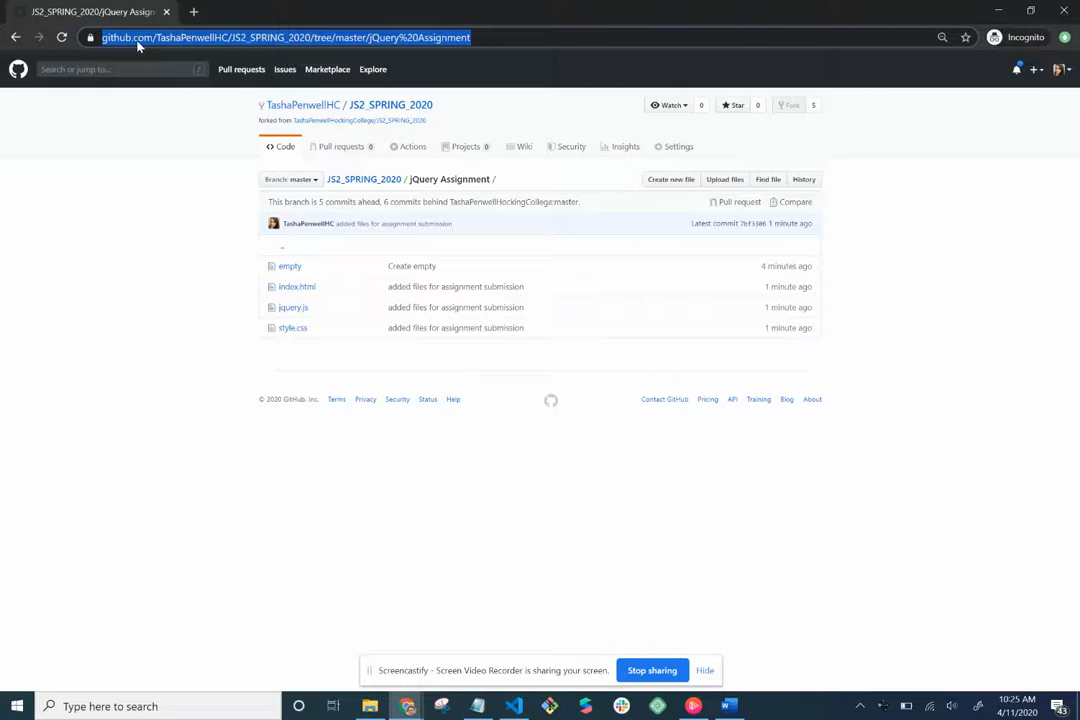 JS2_SPRING_2020/jQuery Assign
github.com/TashaPenwellHC/JS2_SPRING_2020/tree/master/jQuery%20Assignment
Incognito
Search or jump to...
/
Pull requests
Issues
Marketplace
Explore
TashaPenwellHC / JS2_SPRING_2020
forked from TashaPenwellHockingCollege/JS2_SPRING_2020
Watch
0
Star
0
Fork
5
Code
Pull requests 0
Actions
Projects 0
Wiki
Security
Insights
Settings
Branch: master
JS2_SPRING_2020 / jQuery Assignment /
Create new file
Upload files
Find file
History
This branch is 5 commits ahead, 6 commits behind TashaPenwellHockingCollege:master.
Pull request
Compare
TashaPenwellHC added files for assignment submission
Latest commit 7bf3306 1 minute ago
..
empty
Create empty
4 minutes ago
index.html
added files for assignment submission
1 minute ago
jquery.js
added files for assignment submission
1 minute ago
style.css
added files for assignment submission
1 minute ago
© 2020 GitHub, Inc.
Terms
Privacy
Security
Status
Help
Contact GitHub
Pricing
API
Training
Blog
About
Screencastify - Screen Video Recorder is sharing your screen.
Stop sharing
Hide
Type here to search
10:25 AM
4/11/2020
43